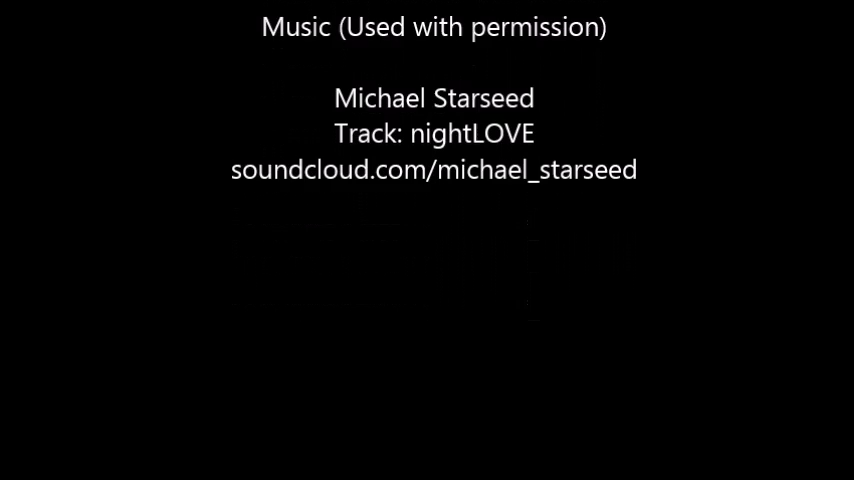 Music (Used with permission)
Michael Starseed
Track: nightLOVE
soundcloud.com/michael_starseed